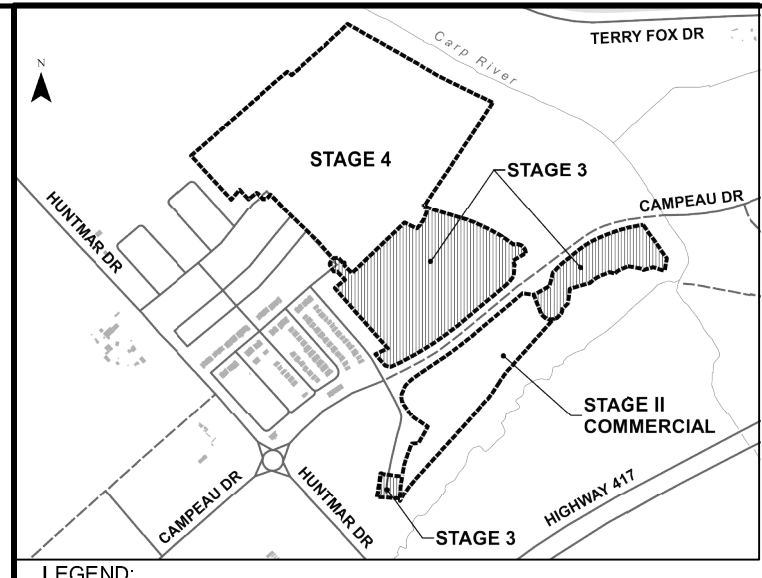 TERRY FOX DR
Carp River
N
STAGE 4
STAGE 3
CAMPEAU DR
HUNTMAR DR
STAGE II
COMMERCIAL
CAMPEAU DR
HUNTMAR DR
HIGHWAY 417
STAGE 3
LEGEND: